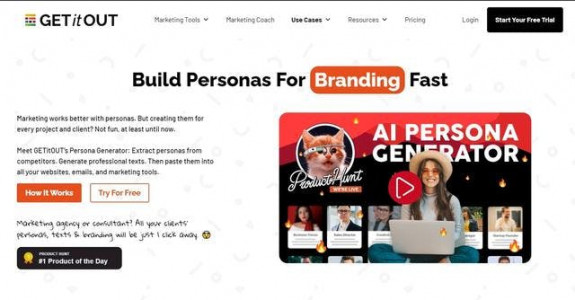 GETitOUT
Marketing Tools
Marketing Coach
Use Cases
Resources
Pricing
Login
Start Your Free Trial
Build Personas For Branding Fast
Marketing works better with personas. But creating them for
every project and client? Not fun, at least until now.
Meet GETitOUT's Persona Generator: Extract personas from
competitors. Generate professional texts. Then paste them into
all your websites, emails, and marketing tools.
How It Works
Try For Free
Marketing agency or consultant? All your clients'
personas, texts & branding will be just 1 click away.
PRODUCT HUNT
#1 Product of the Day
AI PERSONA
GENERATOR
Product Hunt
WE'RE LIVE